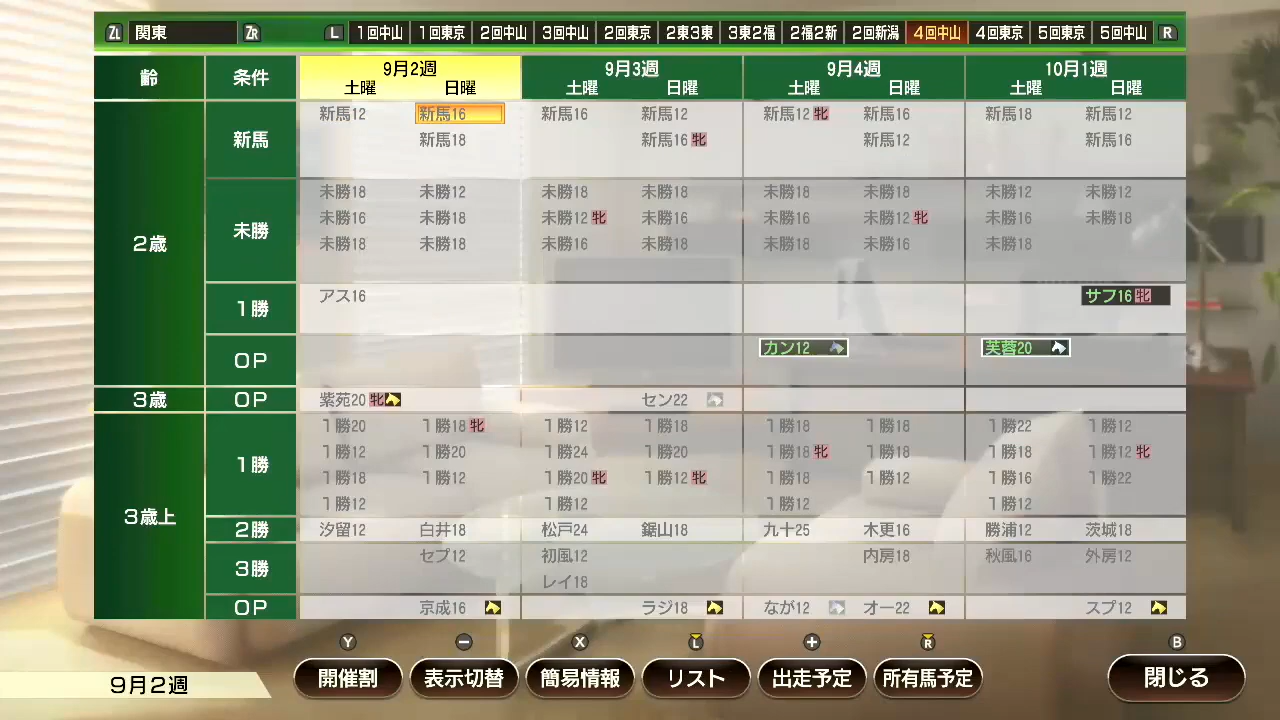 ZL 関東 ZR L 1回中山 1回東京 2回中山 3回中山 2回東京 2東3東 3東2福 2福2新 2回新潟 4回中山 4回東京 5回東京 5回中山 R
齢 条件 9月2週 9月3週 9月4週 10月1週
土曜 日曜 土曜 日曜 土曜 日曜 土曜 日曜
新馬12 新馬16 新馬16 新馬12 新馬12 牝 新馬16 新馬18 新馬12
新馬 新馬18 新馬16 牝 新馬12 新馬16
未勝18 未勝12 未勝18 未勝18 未勝18 未勝18 未勝12 未勝12
未勝 未勝16 未勝18 未勝12 牝 未勝16 未勝16 未勝12 牝 未勝16 未勝18
2歳 未勝18 未勝18 未勝16 未勝18 未勝18 未勝16 未勝18
1勝 アス16 サフ16 牝
OP カン12 芙蓉20
3歳 OP 紫苑20 牝 セン22
1勝20 1勝18 牝 1勝12 1勝18 1勝18 1勝18 1勝22 1勝12
1勝12 1勝20 1勝24 1勝20 1勝18 牝 1勝18 1勝18 1勝12 牝
1勝 1勝18 1勝12 1勝20 牝 1勝12 牝 1勝18 1勝12 1勝16 1勝22
1勝12 1勝12 1勝12 1勝12
3歳上
2勝 汐留12 白井18 松戸24 鋸山18 九十25 木更16 勝浦12 茨城18
3勝 セプ12 初風12 内房18 秋風16 外房12
レイ18
OP 京成16 ラジ18 なが12 オー22 スプ12
Y − X L + R B
9月2週 開催割 表示切替 簡易情報 リスト 出走予定 所有馬予定 閉じる